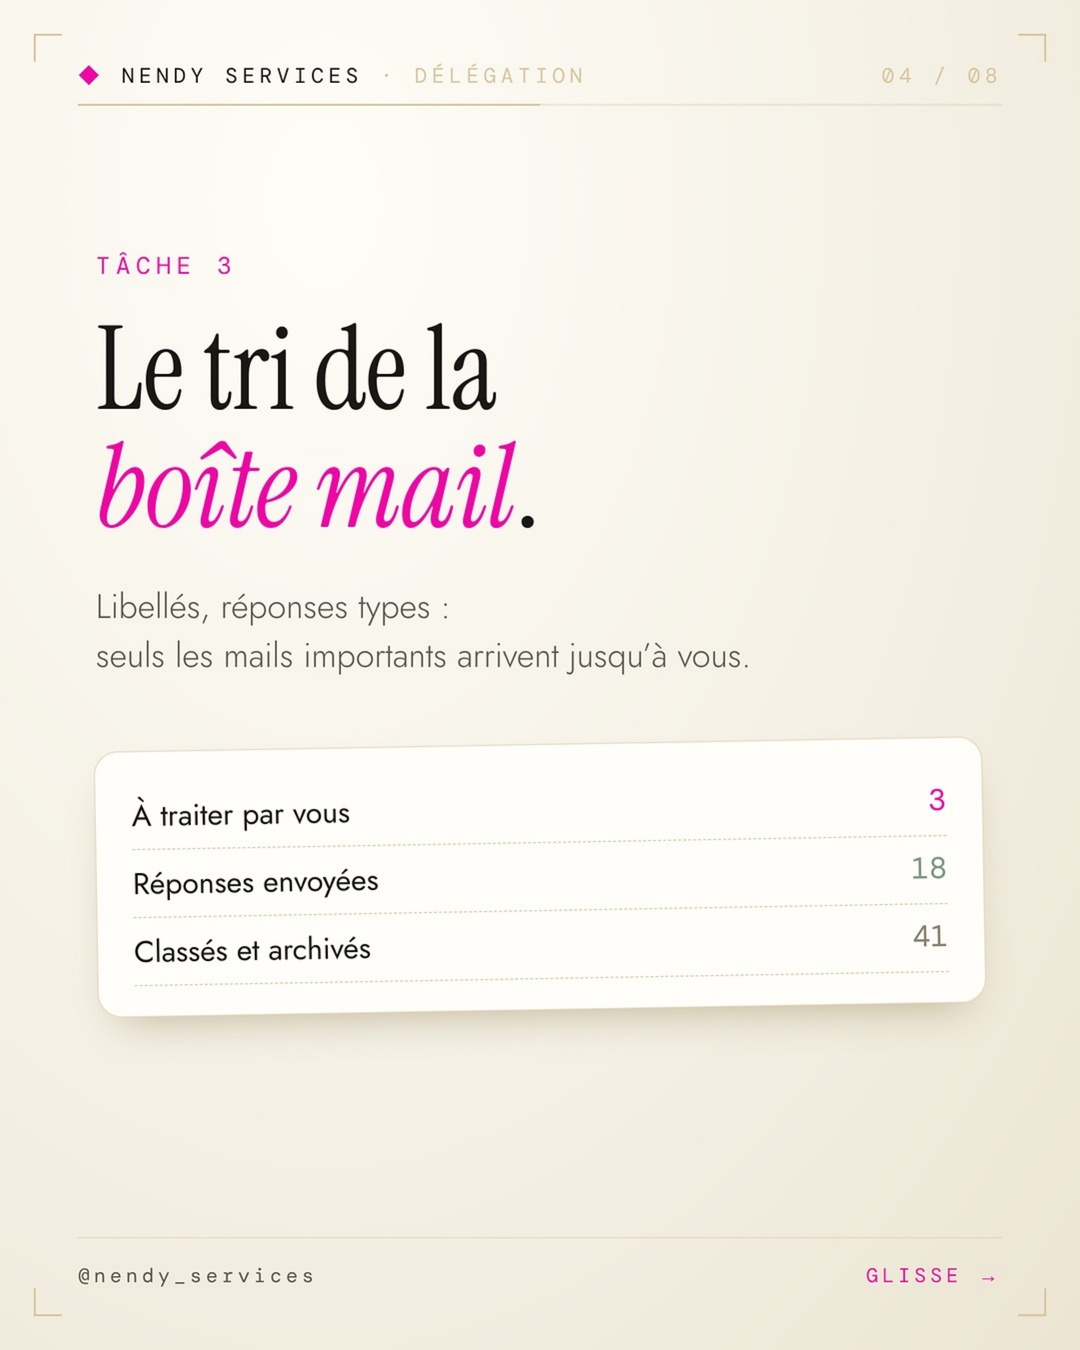 ◆ NENDY SERVICES · DÉLÉGATION 04 / 08
TÂCHE 3
Le tri de la
boîte mail.
Libellés, réponses types :
seuls les mails importants arrivent jusqu’à vous.
À traiter par vous 3
Réponses envoyées 18
Classés et archivés 41
@nendy_services GLISSE →